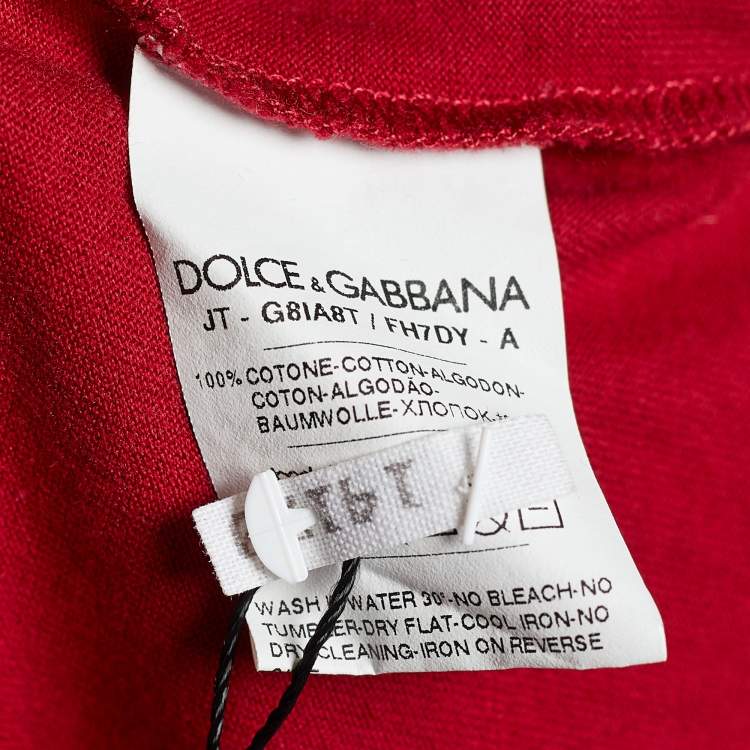 DOLCE & GABBANA
JT - G8IA8T / FH7DY - A
100% COTONE-COTTON-ALGODON-
COTON-ALGODÃO-
BAUMWOLLE-ХЛОПОК-
WASH WATER 30°-NO BLEACH-NO
TUMBLER-DRY FLAT-COOL IRON-NO
DRY CLEANING-IRON ON REVERSE